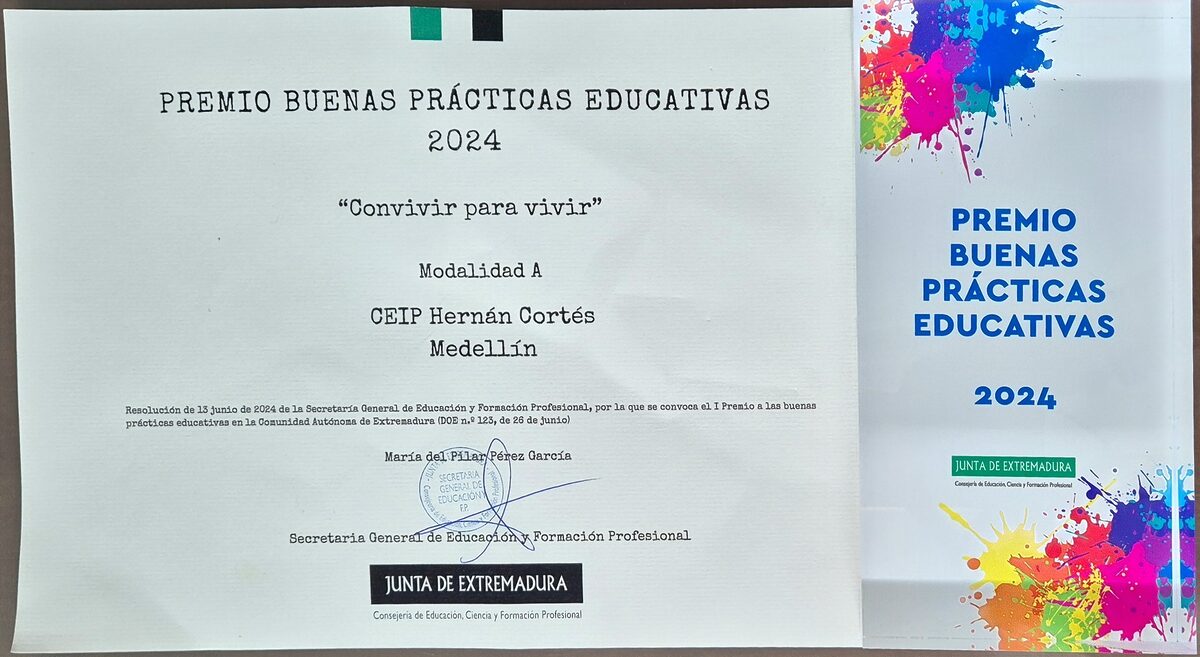 PREMIO BUENAS PRÁCTICAS EDUCATIVAS
2024
“Convivir para vivir”
Modalidad A
CEIP Hernán Cortés
Medellín
Resolución de 13 junio de 2024 de la Secretaría General de Educación y Formación Profesional, por la que se convoca el I Premio a las buenas
prácticas educativas en la Comunidad Autónoma de Extremadura (DOE n.º 123, de 26 de junio)
María del Pilar Pérez García
SECRETARIA
GENERAL DE
EDUCACIÓN Y
F.P.
Secretaria General de Educación y Formación Profesional
JUNTA DE EXTREMADURA
Consejería de Educación, Ciencia y Formación Profesional
PREMIO
BUENAS
PRÁCTICAS
EDUCATIVAS
2024
JUNTA DE EXTREMADURA
Consejería de Educación, Ciencia y Formación Profesional